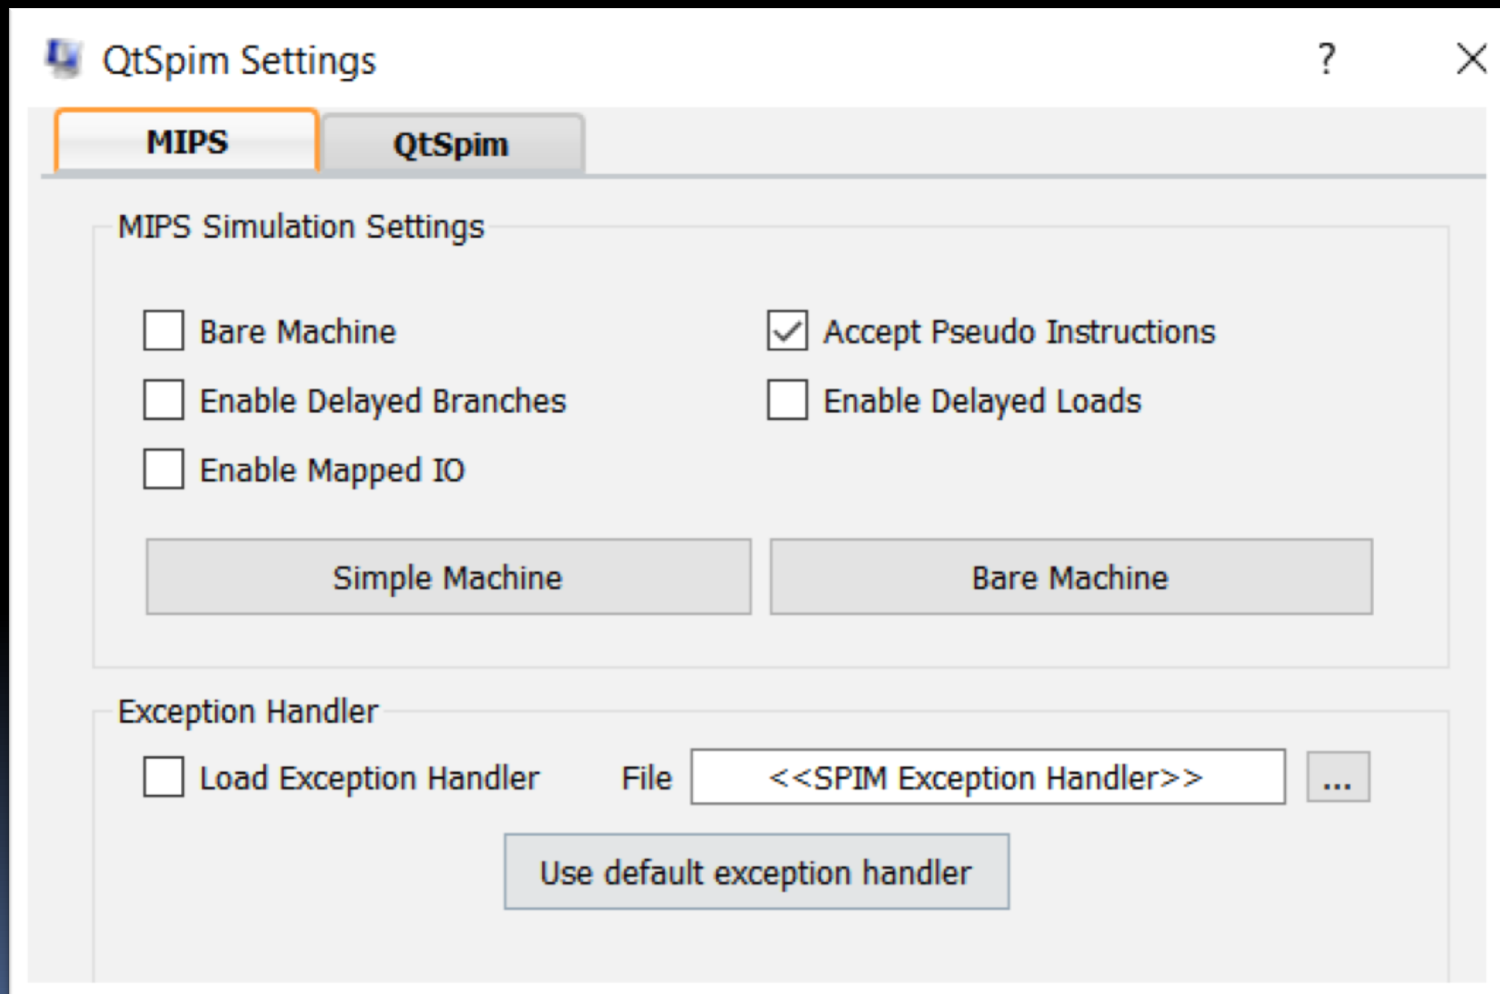 QtSpim Settings ?
MIPS QtSpim
MIPS Simulation Settings
Bare Machine Accept Pseudo Instructions
Enable Delayed Branches Enable Delayed Loads
Enable Mapped IO
Simple Machine Bare Machine
Exception Handler
Load Exception Handler File <<SPIM Exception Handler>> ...
Use default exception handler